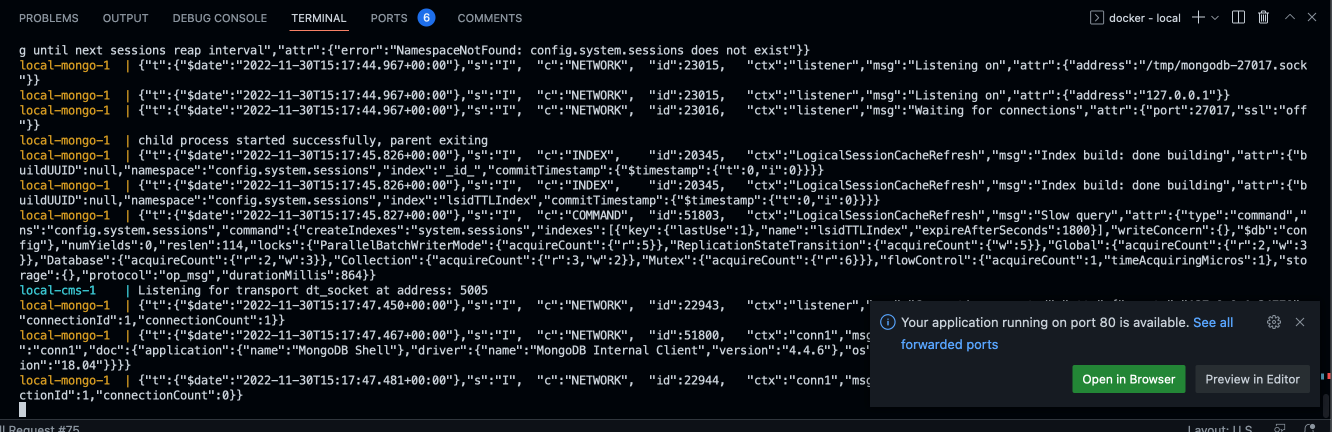 PROBLEMS OUTPUT DEBUG CONSOLE TERMINAL PORTS 6 COMMENTS docker - local
g until next sessions reap interval","attr":{"error":"NamespaceNotFound: config.system.sessions does not exist"}}
local-mongo-1 | {"t":{"$date":"2022-11-30T15:17:44.967+00:00"},"s":"I", "c":"NETWORK", "id":23015, "ctx":"listener","msg":"Listening on","attr":{"address":"/tmp/mongodb-27017.sock
"}}
local-mongo-1 | {"t":{"$date":"2022-11-30T15:17:44.967+00:00"},"s":"I", "c":"NETWORK", "id":23015, "ctx":"listener","msg":"Listening on","attr":{"address":"127.0.0.1"}}
local-mongo-1 | {"t":{"$date":"2022-11-30T15:17:44.967+00:00"},"s":"I", "c":"NETWORK", "id":23016, "ctx":"listener","msg":"Waiting for connections","attr":{"port":27017,"ssl":"off
"}}
local-mongo-1 | child process started successfully, parent exiting
local-mongo-1 | {"t":{"$date":"2022-11-30T15:17:45.826+00:00"},"s":"I", "c":"INDEX", "id":20345, "ctx":"LogicalSessionCacheRefresh","msg":"Index build: done building","attr":{"b
uildUUID":null,"namespace":"config.system.sessions","index":"_id_","commitTimestamp":{"$timestamp":{"t":0,"i":0}}}}
local-mongo-1 | {"t":{"$date":"2022-11-30T15:17:45.826+00:00"},"s":"I", "c":"INDEX", "id":20345, "ctx":"LogicalSessionCacheRefresh","msg":"Index build: done building","attr":{"b
uildUUID":null,"namespace":"config.system.sessions","index":"lsidTTLIndex","commitTimestamp":{"$timestamp":{"t":0,"i":0}}}}
local-mongo-1 | {"t":{"$date":"2022-11-30T15:17:45.827+00:00"},"s":"I", "c":"COMMAND", "id":51803, "ctx":"LogicalSessionCacheRefresh","msg":"Slow query","attr":{"type":"command","
ns":"config.system.sessions","command":{"createIndexes":"system.sessions","indexes":[{"key":{"lastUse":1},"name":"lsidTTLIndex","expireAfterSeconds":1800}],"writeConcern":{},"$db":"con
fig"},"numYields":0,"reslen":114,"locks":{"ParallelBatchWriterMode":{"acquireCount":{"r":5}},"ReplicationStateTransition":{"acquireCount":{"w":5}},"Global":{"acquireCount":{"r":2,"w":3
}},"Database":{"acquireCount":{"r":2,"w":3}},"Collection":{"acquireCount":{"r":3,"w":2}},"Mutex":{"acquireCount":{"r":6}}},"flowControl":{"acquireCount":1,"timeAcquiringMicros":1},"sto
rage":{},"protocol":"op_msg","durationMillis":864}}
local-cms-1 | Listening for transport dt_socket at address: 5005
local-mongo-1 | {"t":{"$date":"2022-11-30T15:17:47.450+00:00"},"s":"I", "c":"NETWORK", "id":22943, "ctx":"listener","
"connectionId":1,"connectionCount":1}}
local-mongo-1 | {"t":{"$date":"2022-11-30T15:17:47.467+00:00"},"s":"I", "c":"NETWORK", "id":51800, "ctx":"conn1","msg
":"conn1","doc":{"application":{"name":"MongoDB Shell"},"driver":{"name":"MongoDB Internal Client","version":"4.4.6"},"os"
ion":"18.04"}}}}
local-mongo-1 | {"t":{"$date":"2022-11-30T15:17:47.481+00:00"},"s":"I", "c":"NETWORK", "id":22944, "ctx":"conn1","msg
ctionId":1,"connectionCount":0}}
Your application running on port 80 is available. See all
forwarded ports
Open in Browser Preview in Editor
Request #75 Layout: U.S.